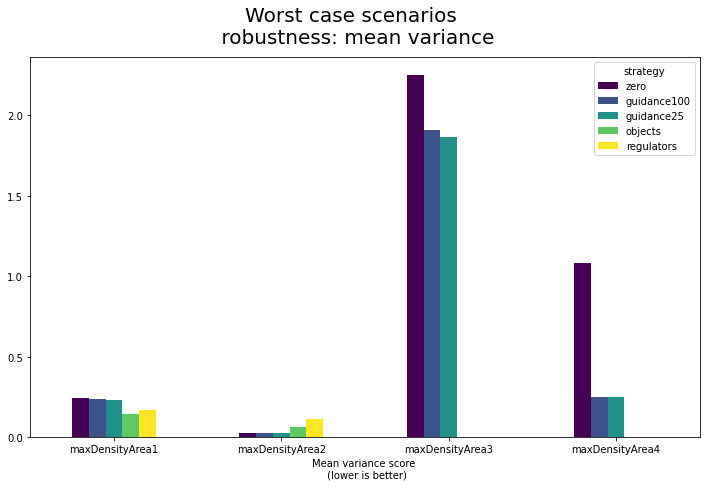 Worst case scenarios
robustness: mean variance
strategy
zero
guidance100
guidance25
objects
regulators
2.0
1.5
1.0
0.5
0.0
maxDensityArea1
maxDensityArea2
maxDensityArea3
maxDensityArea4
Mean variance score
(lower is better)